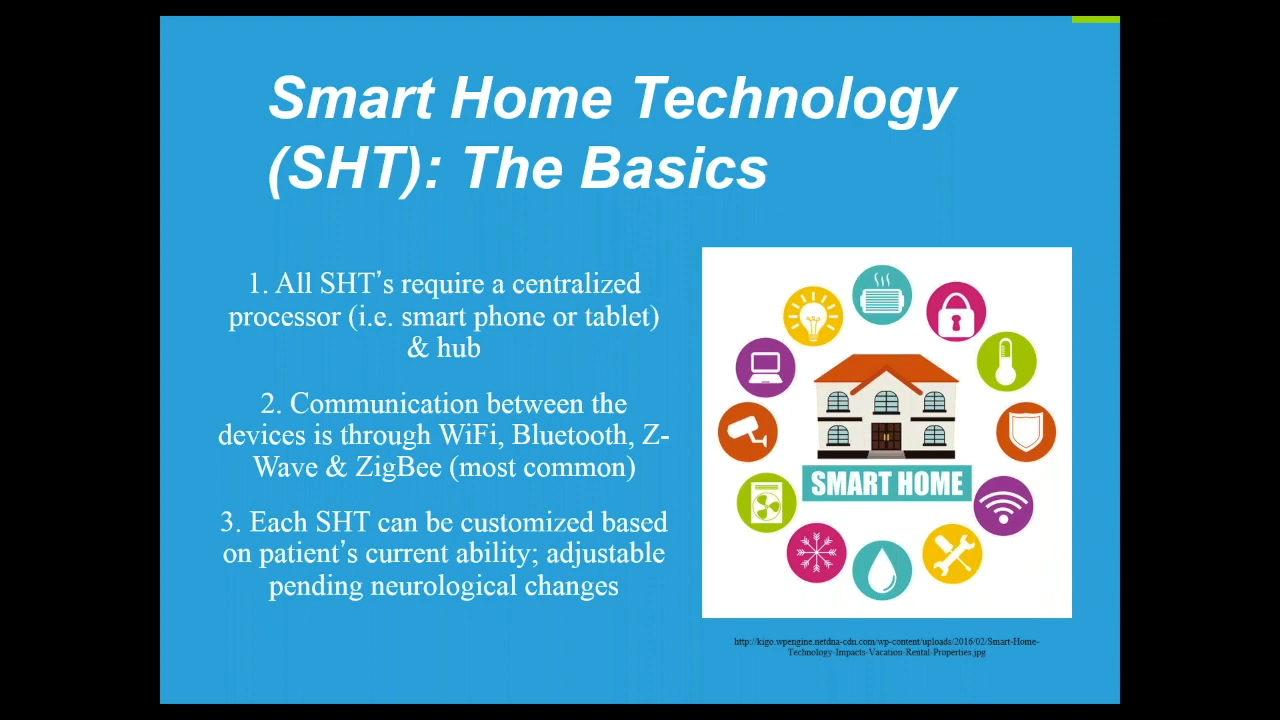 Smart Home Technology
(SHT): The Basics
1. All SHT’s require a centralized
processor (i.e. smart phone or tablet)
& hub
2. Communication between the
devices is through WiFi, Bluetooth, Z-
Wave & ZigBee (most common)
3. Each SHT can be customized based
on patient’s current ability; adjustable
pending neurological changes
SMART HOME
http://kigo.wpengine.netdna-cdn.com/wp-content/uploads/2016/02/Smart-Home-
Technology-Impacts-Vacation-Rental-Properties.jpg